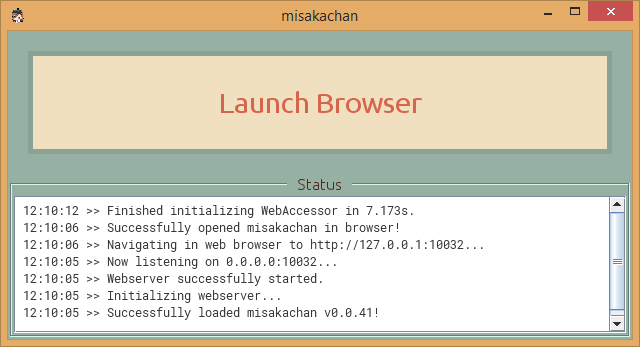 misakachan
Launch Browser
Status
12:10:12 >> Finished initializing WebAccessor in 7.173s.
12:10:06 >> Successfully opened misakachan in browser!
12:10:06 >> Navigating in web browser to http://127.0.0.1:10032...
12:10:05 >> Now listening on 0.0.0.0:10032...
12:10:05 >> Webserver successfully started.
12:10:05 >> Initializing webserver...
12:10:05 >> Successfully loaded misakachan v0.0.41!